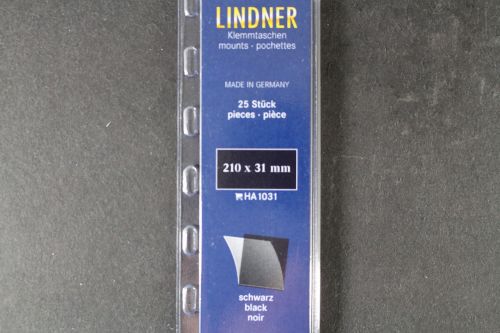 LINDNER
Klemmtaschen
mounts · pochettes
MADE IN GERMANY
25 Stück
pieces · pièce
210 x 31 mm
HA1031
schwarz
black
noir